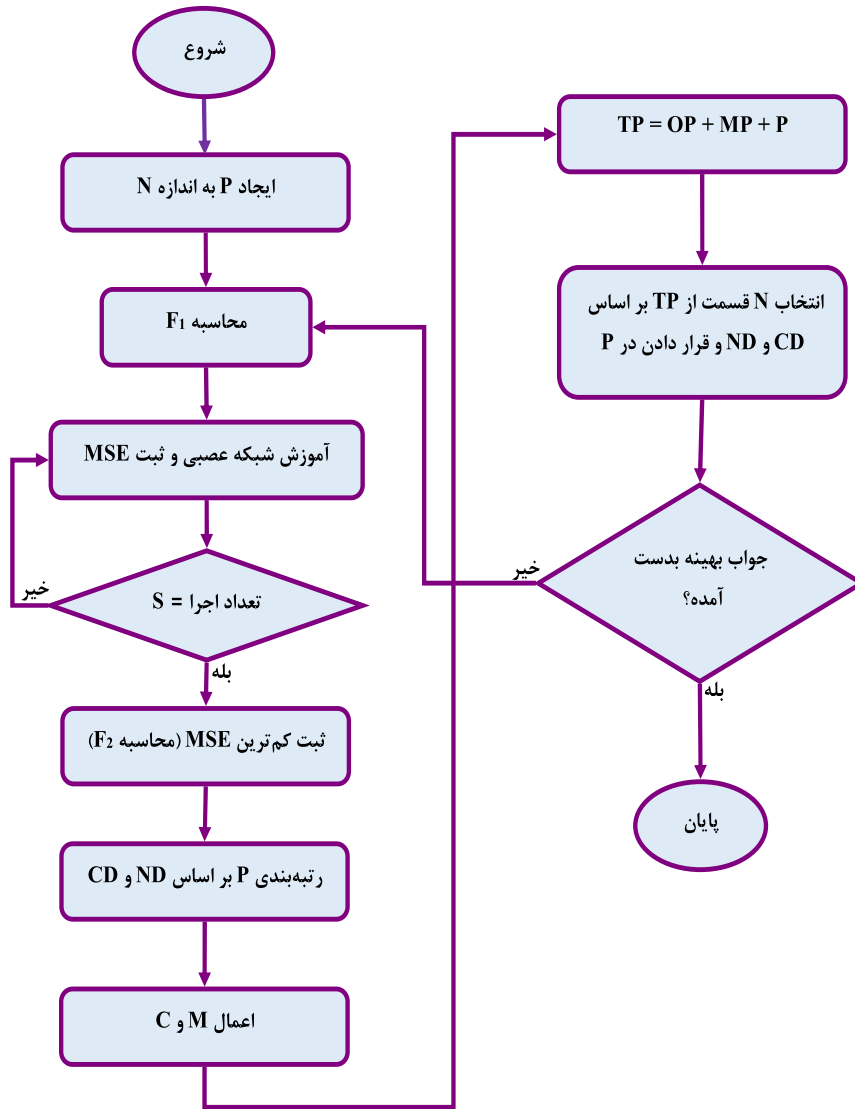 شروع
ایجاد P به اندازه N
محاسبه F₁
آموزش شبکه عصبی و ثبت MSE
تعداد اجرا = S
خیر
بله
ثبت کم‌ترین MSE (محاسبه F₂)
رتبه‌بندی P بر اساس ND و CD
اعمال M و C
TP = OP + MP + P
انتخاب N قسمت از TP بر اساس
CD و ND و قرار دادن در P
جواب بهینه بدست
آمده؟
خیر
بله
پایان